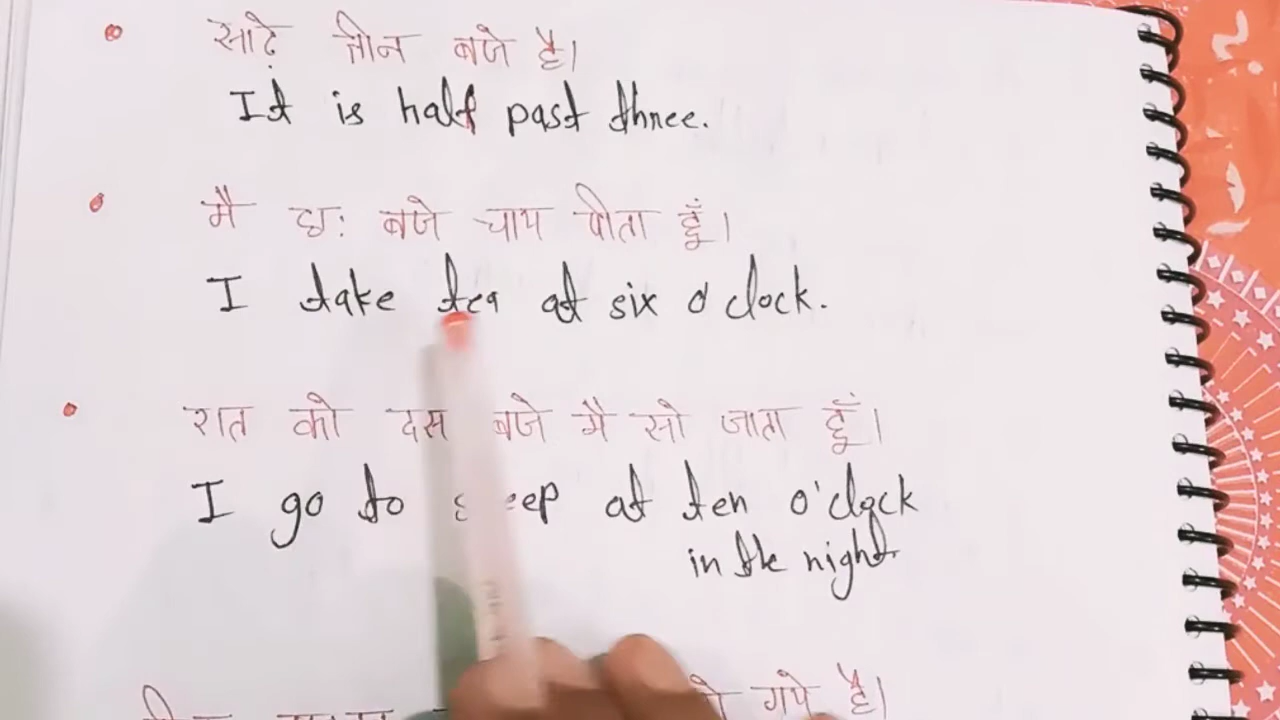 साढ़े तीन बजे है।
It is half past three.
मै छः बजे चाय पीता हूँ।
I take tea at six o'clock.
रात को दस बजे मै सो जाता हूँ।
I go to sleep at ten o'clock
in the night.
गये है।